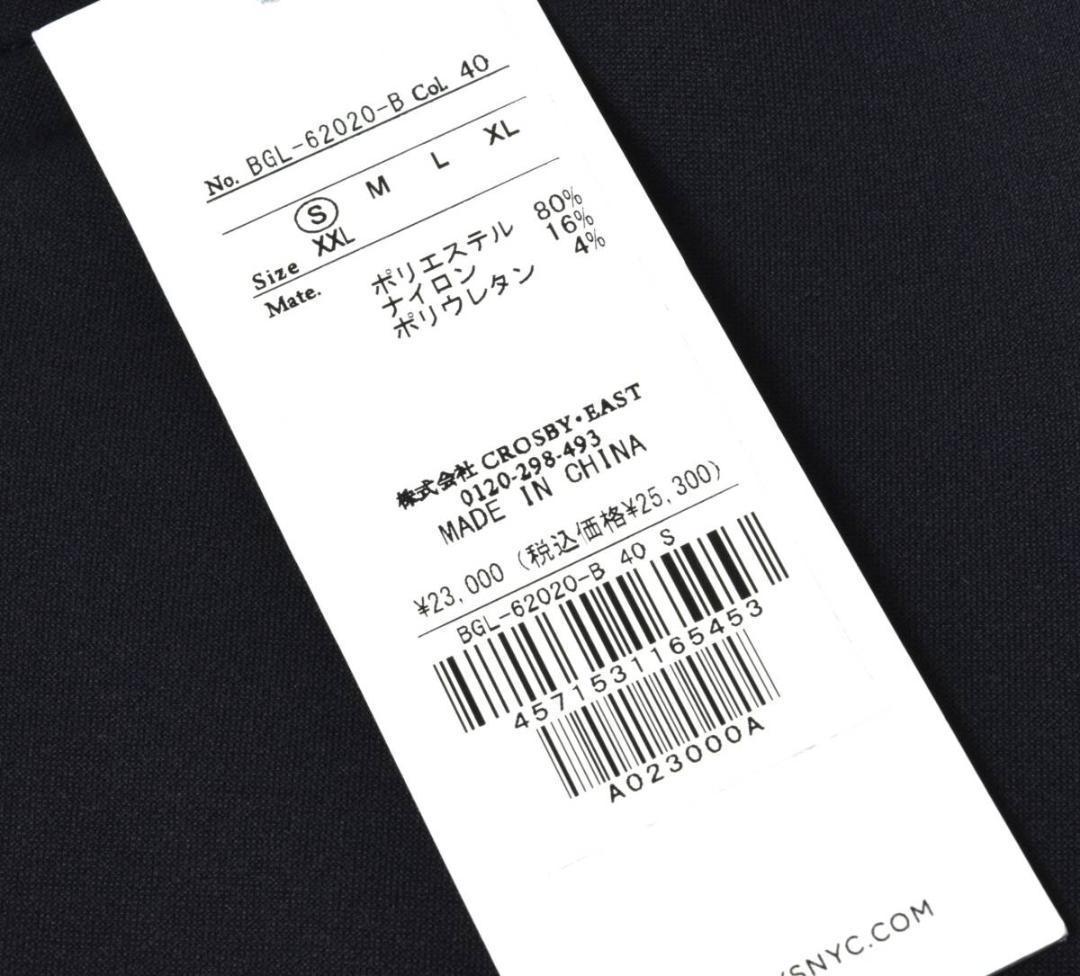 No. BGL-62020-B Col. 40
S M L XL
Size XXL
Mate. ポリエステル 80%
ナイロン 16%
ポリウレタン 4%
株式会社 CROSBY・EAST
0120-298-493
MADE IN CHINA
¥23,000 (税込価格¥25,300)
BGL-62020-B 40 S
4571531165453
A023000A
YSNYC.COM